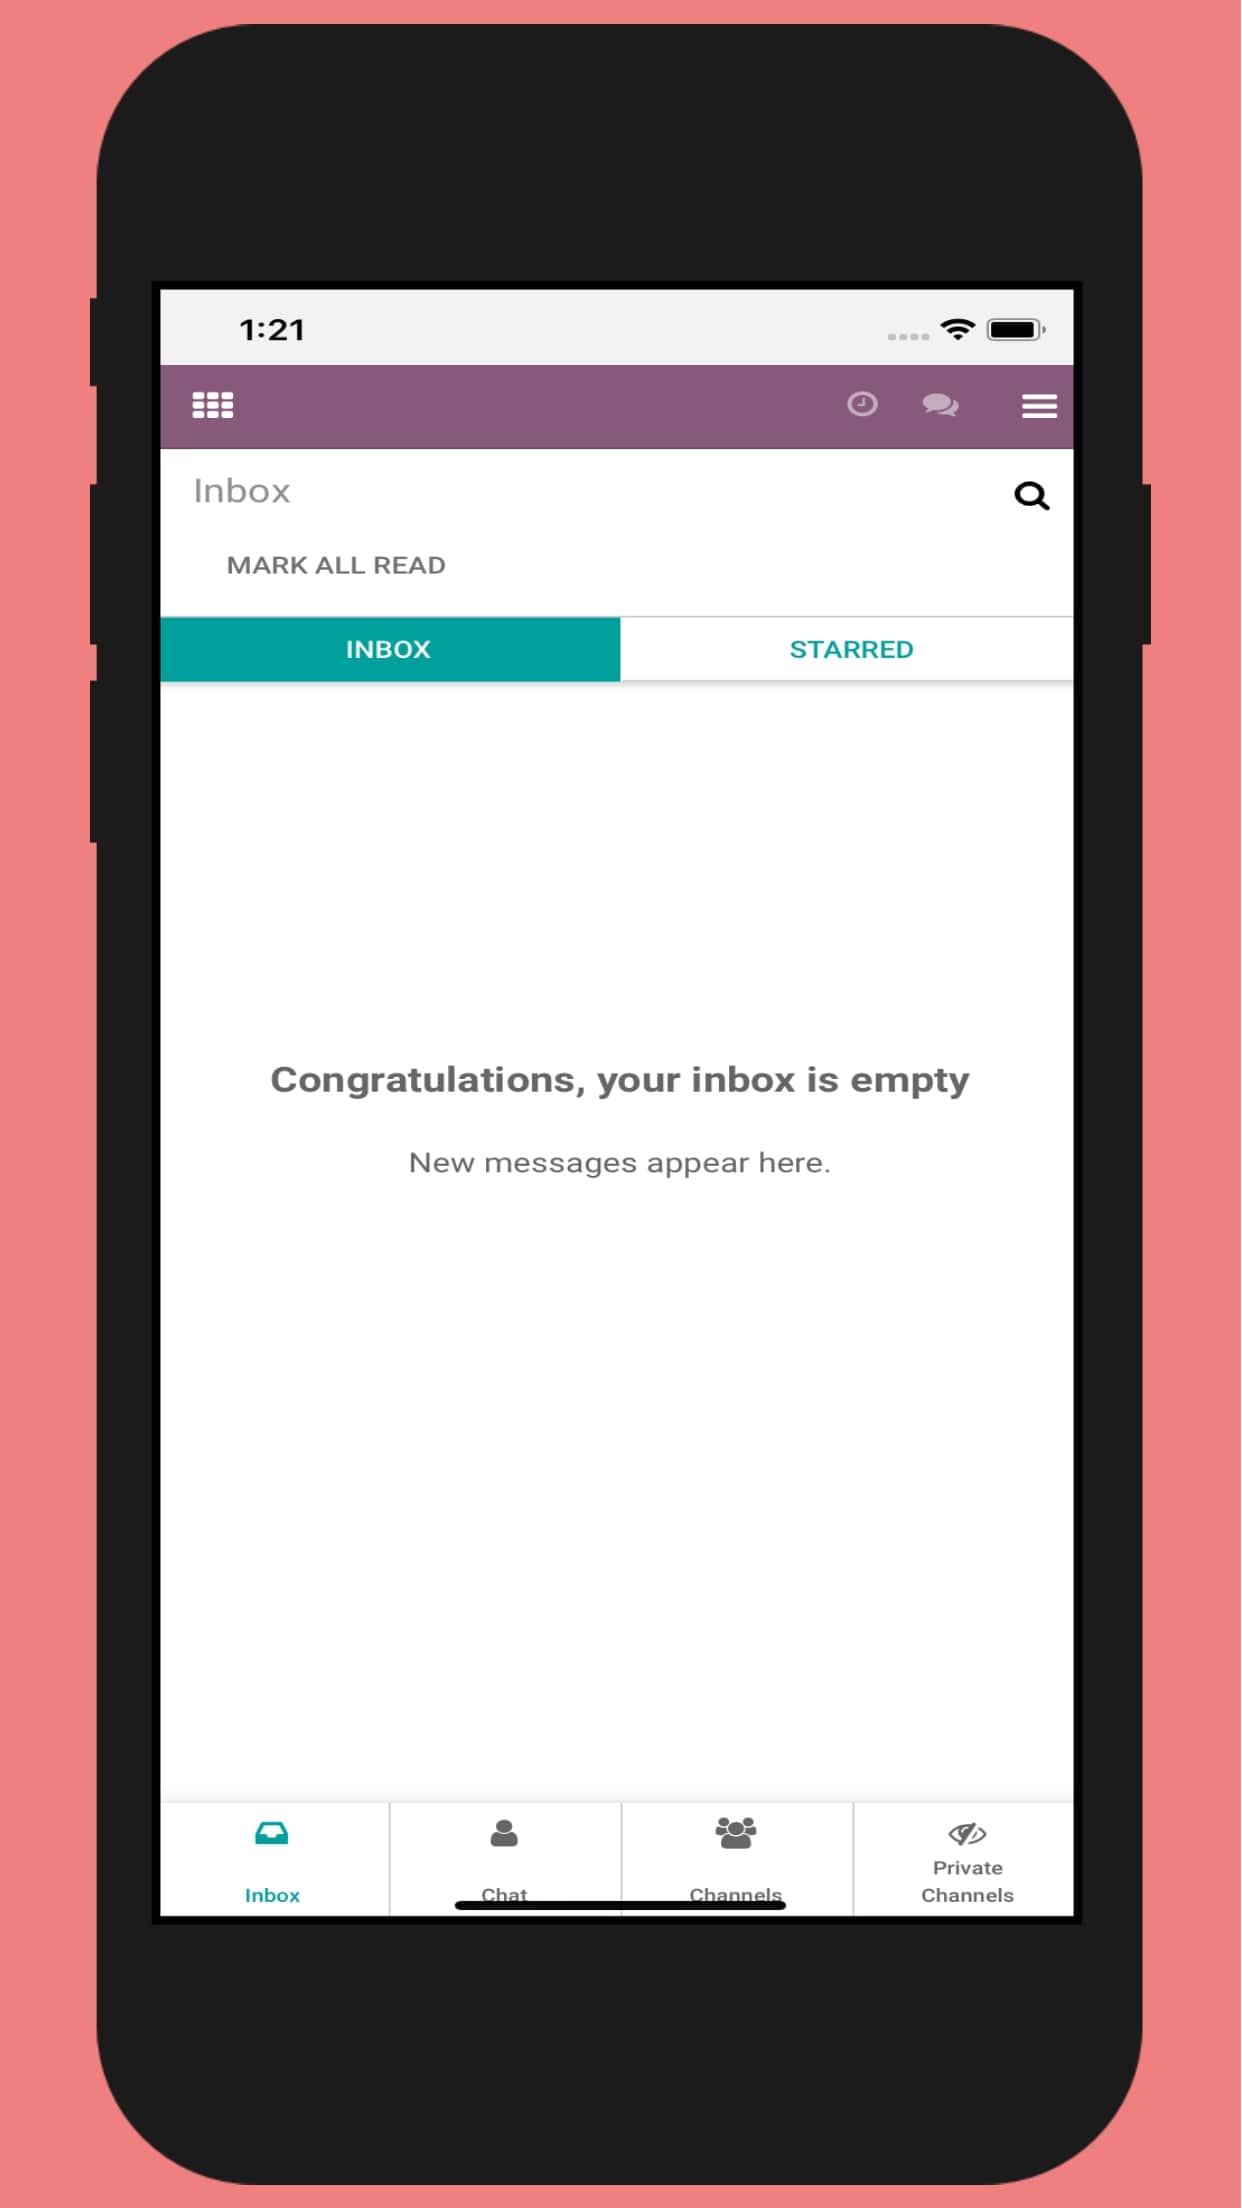 1:21
Inbox
MARK ALL READ
INBOX
STARRED
Congratulations, your inbox is empty
New messages appear here.
Inbox
Chat
Channels
Private
Channels